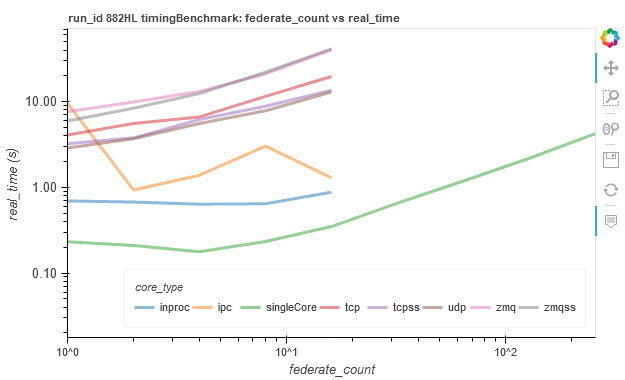 run_id 882HL timingBenchmark: federate_count vs real_time
10.00
1.00
0.10
real_time (s)
core_type
inproc ipc singleCore tcp tcpss udp zmq zmqss
10^0 10^1 10^2
federate_count